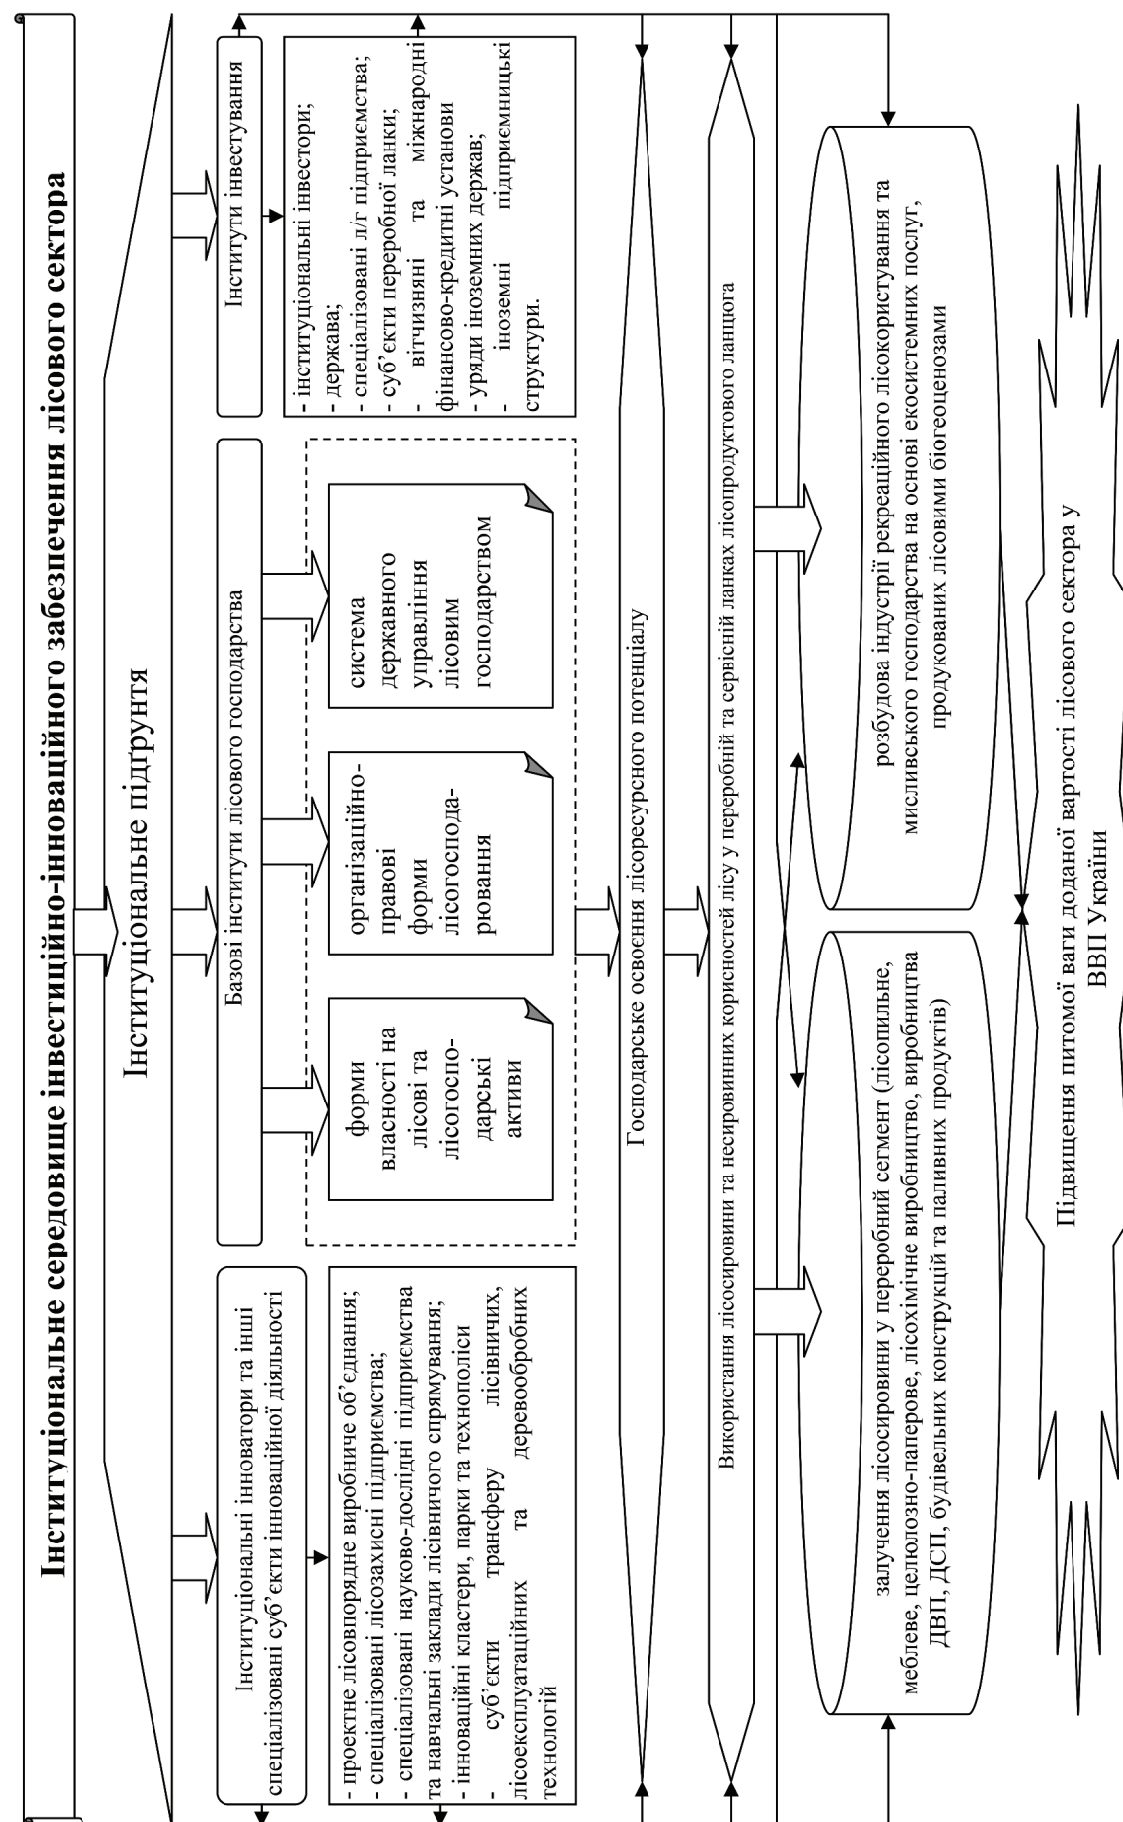 Інституціональне середовище інвестиційно-інноваційного забезпечення лісового сектора
Інституціональне підґрунтя
Інституціональні інноватори та інші
спеціалізовані суб’єкти інноваційної діяльності
- проектне лісовпорядне виробниче об’єднання;
- спеціалізовані лісозахисні підприємства;
- спеціалізовані науково-дослідні підприємства
та навчальні заклади лісівничого спрямування;
- інноваційні кластери, парки та технополіси
- суб’єкти трансферу лісівничих,
лісоексплуатаційних та деревообробних
технологій
Базові інститути лісового господарства
форми
власності на
лісові та
лісогоспо-
дарські
активи
організаційно-
правові
форми
лісогоспода-
рювання
система
державного
управління
лісовим
господарством
Інститути інвестування
- інституціональні інвестори;
- держава;
- спеціалізовані л/г підприємства;
- суб’єкти переробної ланки;
- вітчизняні та міжнародні
фінансово-кредитні установи
- уряди іноземних держав;
- іноземні підприємницькі
структури.
Господарське освоєння лісоресурсного потенціалу
Використання лісосировини та несировинних корисностей лісу у переробній та сервісній ланках лісопродуктового ланцюга
залучення лісосировини у переробний сегмент (лісопильне,
меблеве, целюлозно-паперове, лісохімічне виробництво, виробництва
ДВП, ДСП, будівельних конструкцій та паливних продуктів)
розбудова індустрії рекреаційного лісокористування та
мисливського господарства на основі екосистемних послуг,
продукованих лісовими біогеоценозами
Підвищення питомої ваги доданої вартості лісового сектора у
ВВП України